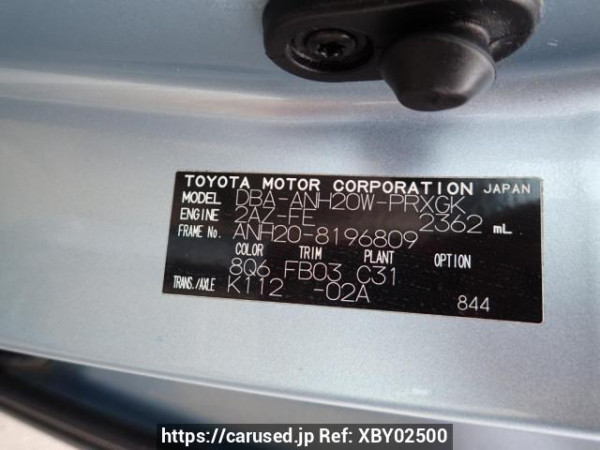 TOYOTA MOTOR CORPORATION JAPAN
MODEL DBA-ANH20W-PRXGK
ENGINE 2AZ-FE 2362 mL
FRAME No. ANH20-8196809
COLOR TRIM PLANT OPTION
8Q6 FB03 C31
TRANS./AXLE K112 -02A
844
https://carused.jp Ref: XBY02500